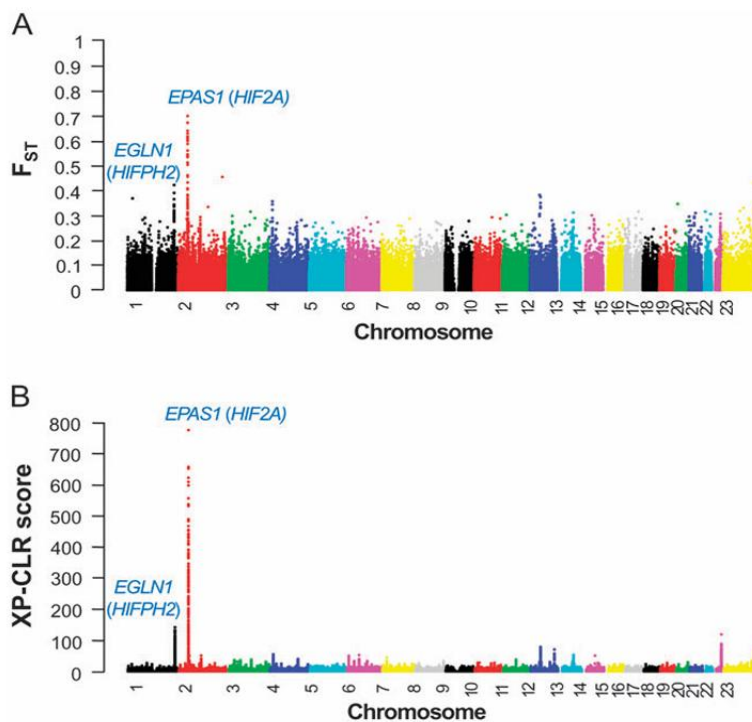 A
1
0.9
0.8
0.7
0.6
0.5
0.4
0.3
0.2
0.1
0
FST
EPAS1 (HIF2A)
EGLN1
(HIFPH2)
1 2 3 4 5 6 7 8 9 10 11 12 13 14 15 16 17 18 19 20 21 22 23
Chromosome
B
800
700
600
500
400
300
200
100
0
XP-CLR score
EPAS1 (HIF2A)
EGLN1
(HIFPH2)
1 2 3 4 5 6 7 8 9 10 11 12 13 14 15 16 17 18 19 20 21 22 23
Chromosome